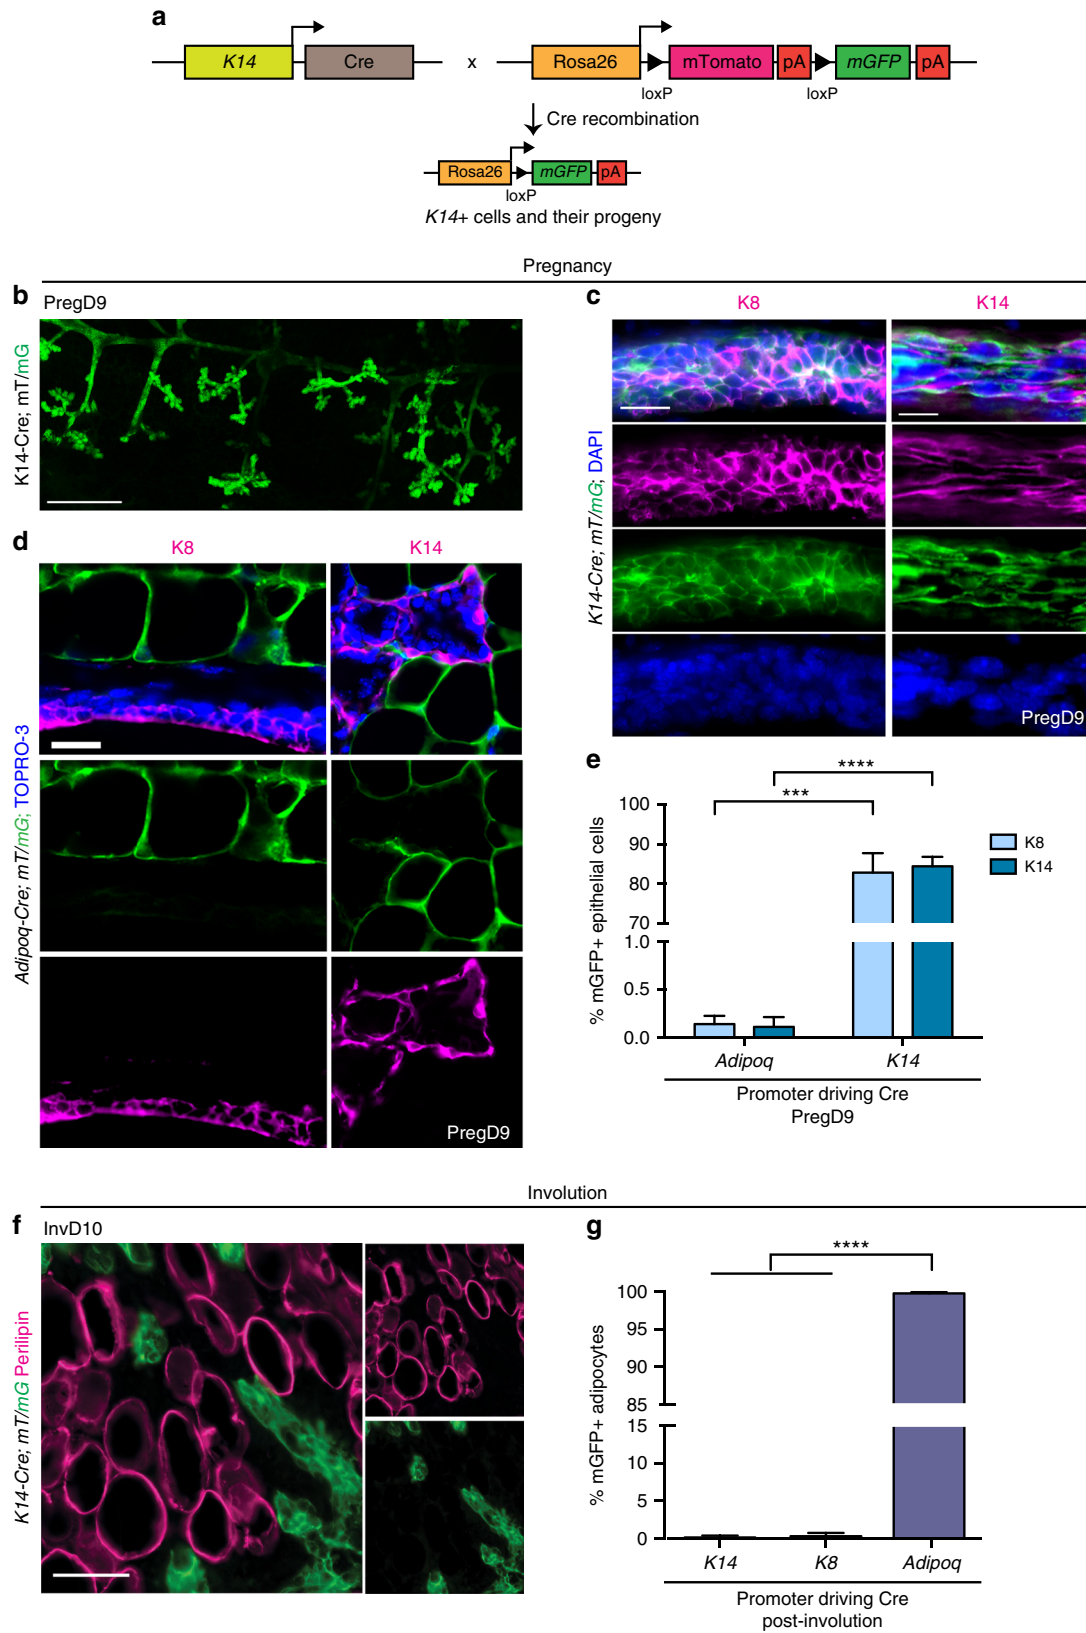 a
K14 Cre x Rosa26 mTomato pA mGFP pA
loxP loxP
Cre recombination
Rosa26 mGFP pA
loxP
K14+ cells and their progeny
Pregnancy
b PregD9
K14-Cre; mT/mG
c
K8 K14
K14-Cre; mT/mG; DAPI
PregD9
d
K8 K14
Adipoq-Cre; mT/mG; TOPRO-3
PregD9
e
% mGFP+ epithelial cells
100
90
80
70
1.0
0.5
0.0
***
****
K8
K14
Adipoq K14
Promoter driving Cre
PregD9
Involution
f InvD10
K14-Cre; mT/mG Perilipin
g
% mGFP+ adipocytes
100
95
90
85
15
10
5
0
****
K14 K8 Adipoq
Promoter driving Cre
post-involution